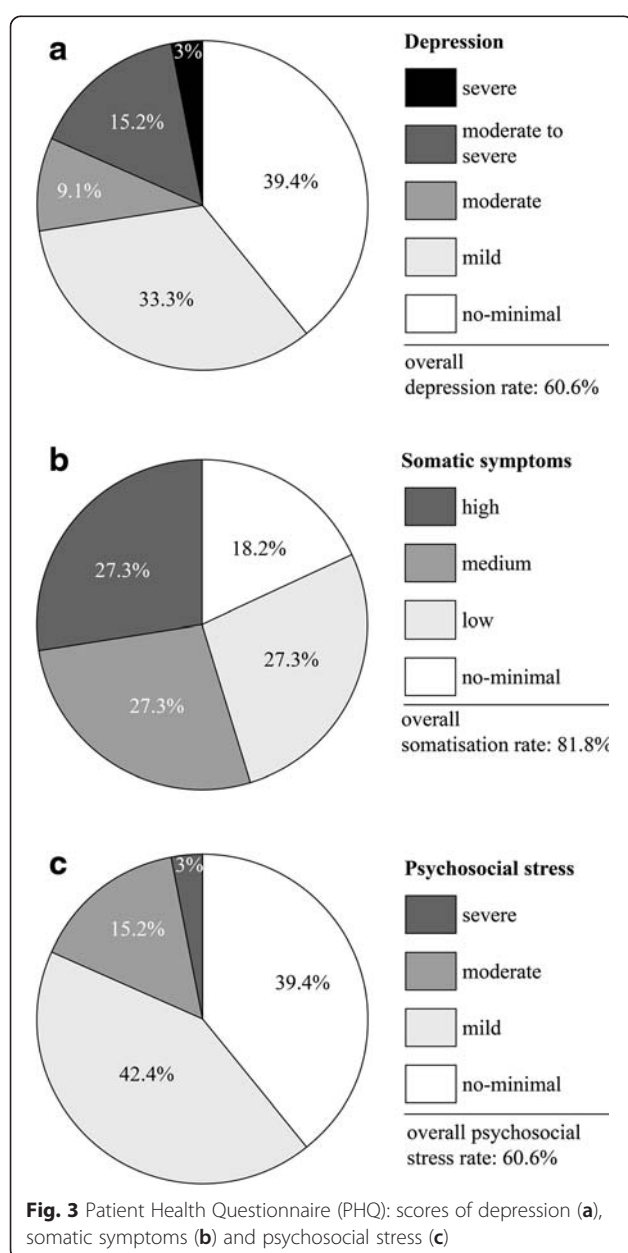 a
Depression
3%
severe
15.2%
moderate to
severe
39.4%
9.1%
moderate
mild
33.3%
no-minimal
overall
depression rate: 60.6%
b
Somatic symptoms
high
18.2%
27.3%
medium
low
27.3%
27.3%
no-minimal
overall
somatisation rate: 81.8%
c
Psychosocial stress
3%
severe
15.2%
moderate
39.4%
mild
42.4%
no-minimal
overall psychosocial
stress rate: 60.6%
Fig. 3 Patient Health Questionnaire (PHQ): scores of depression (a),
somatic symptoms (b) and psychosocial stress (c)